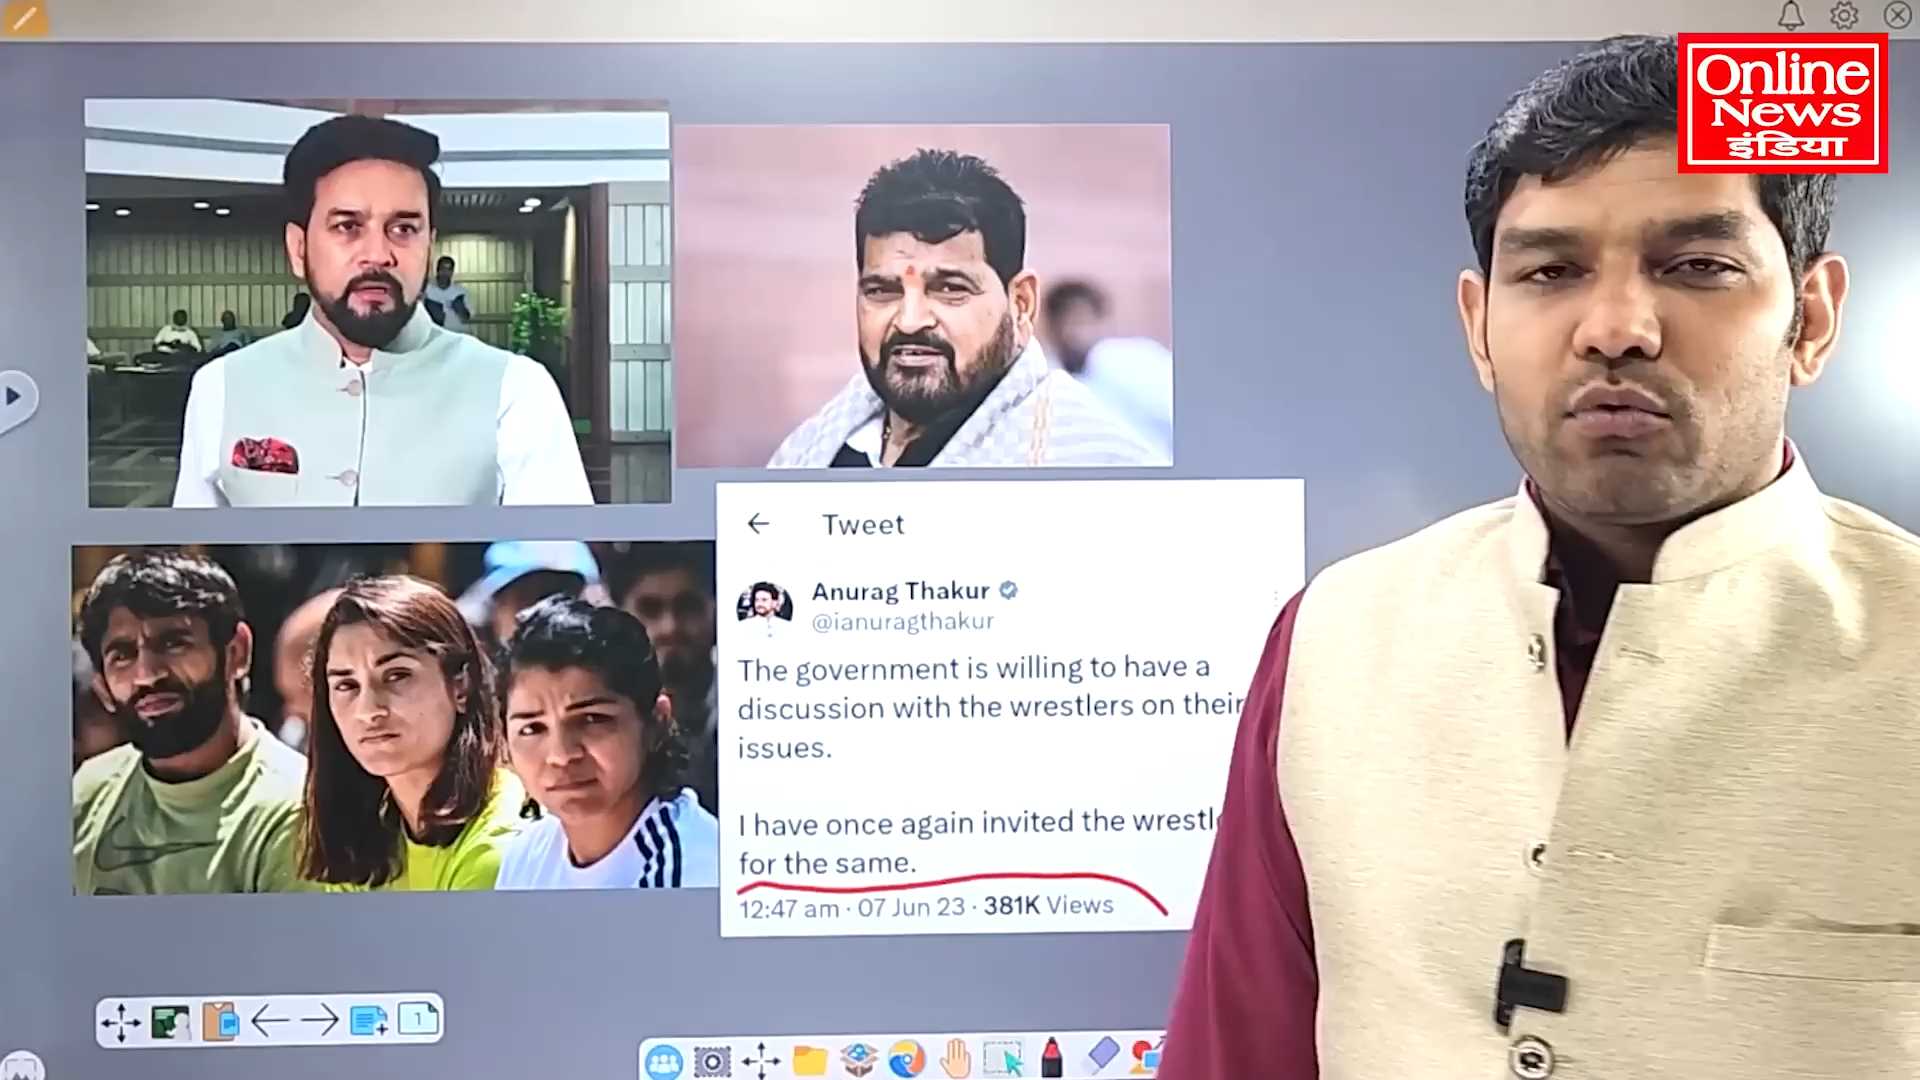 Online
News
इंडिया
Tweet
Anurag Thakur
@ianuragthakur
The government is willing to have a
discussion with the wrestlers on their
issues.
I have once again invited the
for the same.
12:47 am · 07 Jun 23 · 381K Views
1